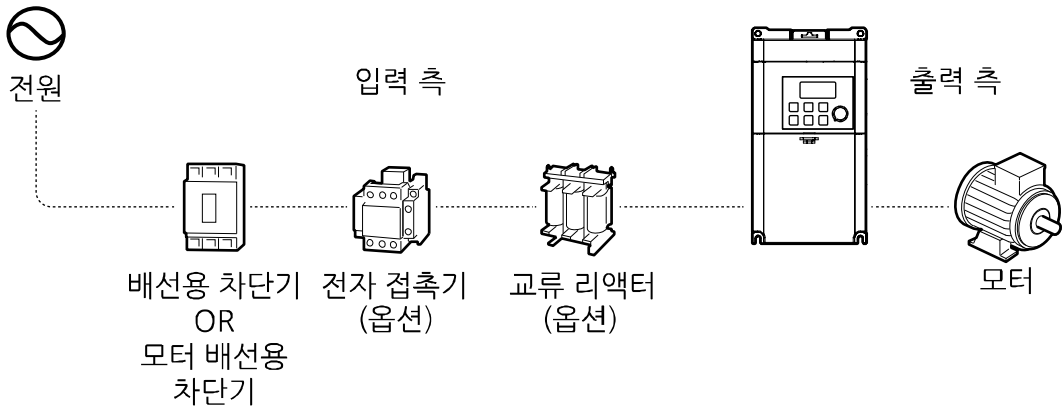 전원
입력 측
출력 측
배선용 차단기
OR
모터 배선용
차단기
전자 접촉기
(옵션)
교류 리액터
(옵션)
모터